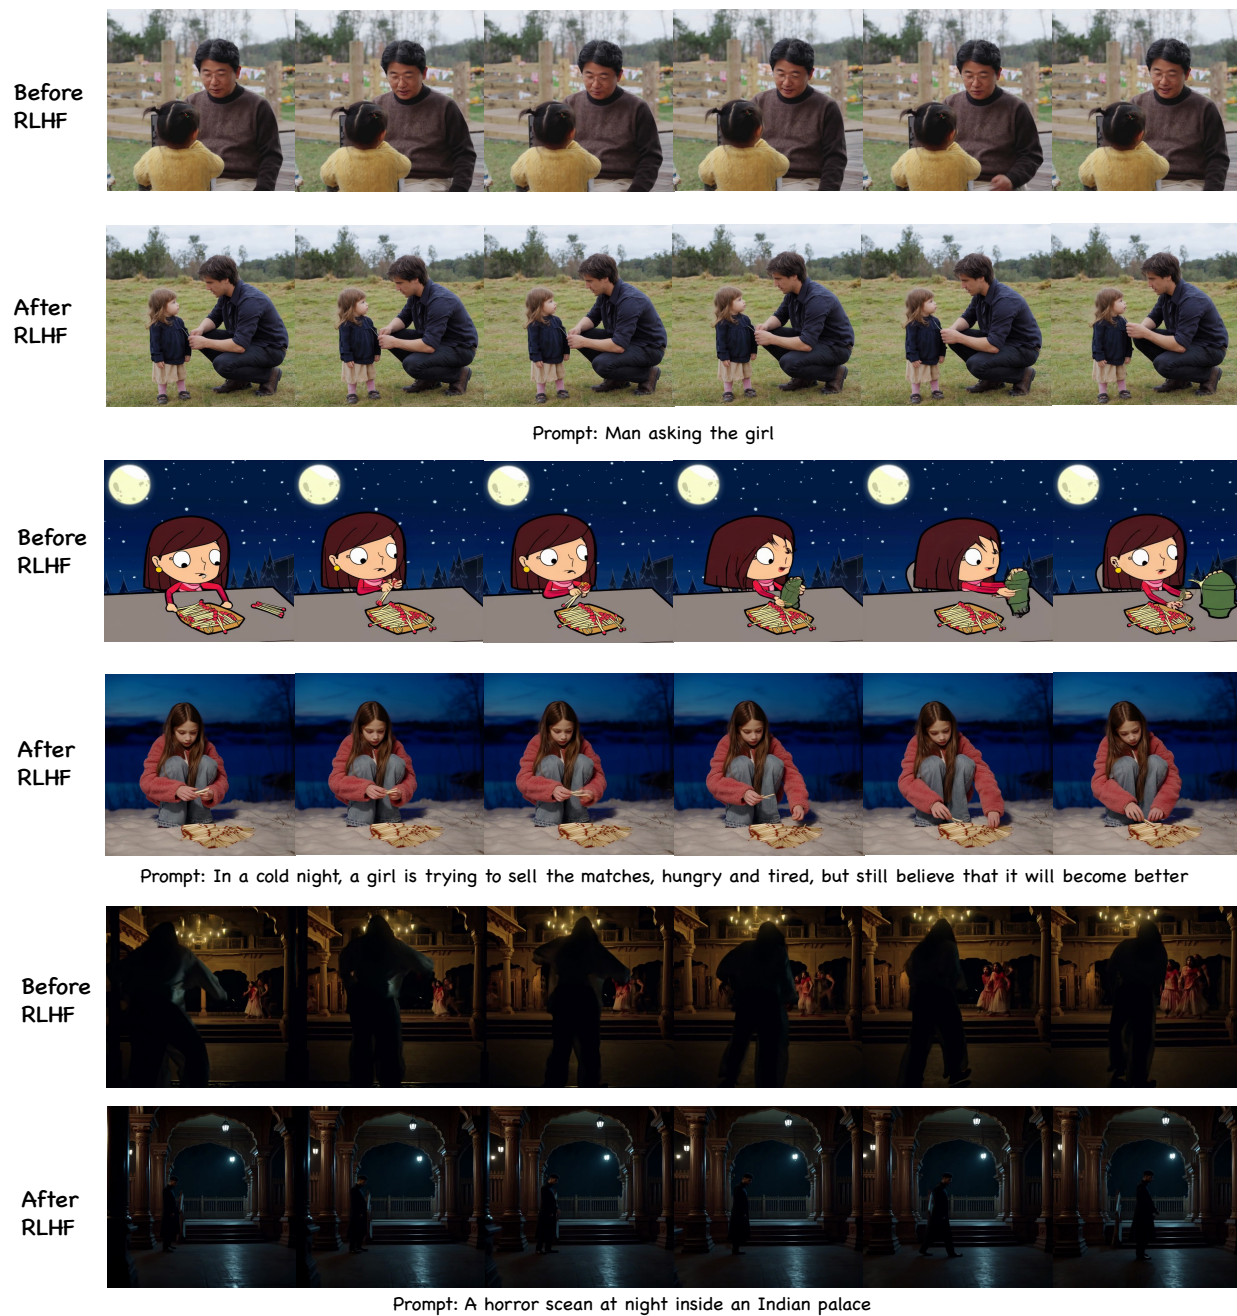 Before
RLHF
After
RLHF
Prompt: Man asking the girl
Before
RLHF
After
RLHF
Prompt: In a cold night, a girl is trying to sell the matches, hungry and tired, but still believe that it will become better
Before
RLHF
After
RLHF
Prompt: A horror scean at night inside an Indian palace